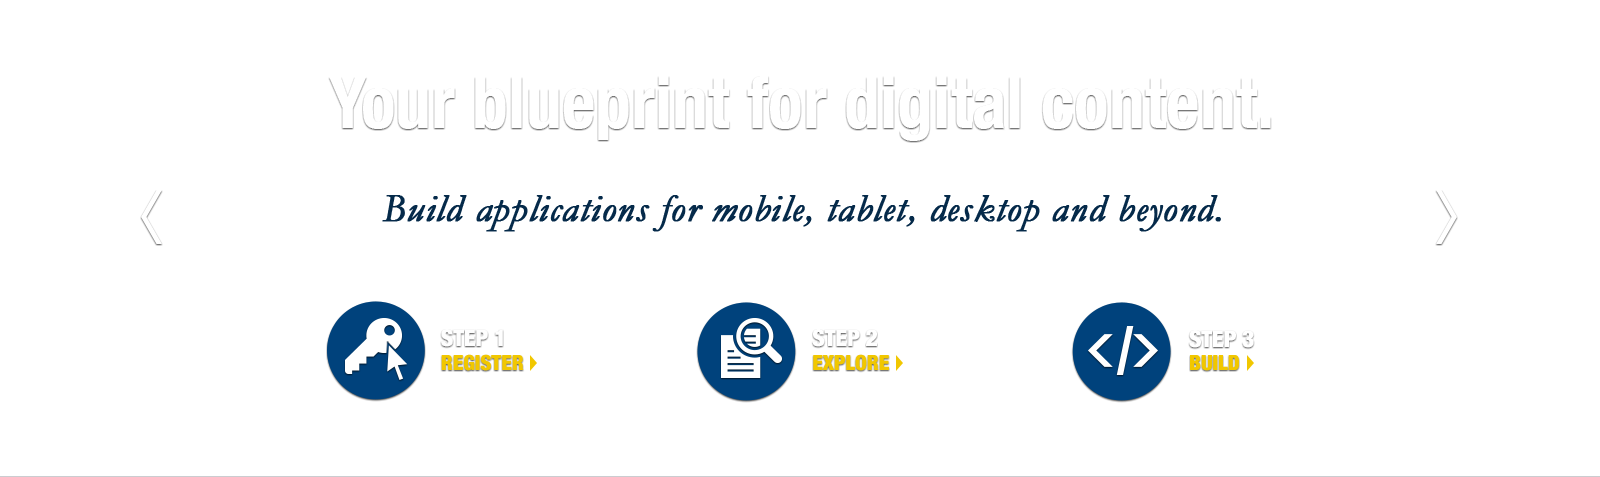 Your blueprint for digital content.
Build applications for mobile, tablet, desktop and beyond.
STEP 1
REGISTER
STEP 2
EXPLORE
STEP 3
BUILD